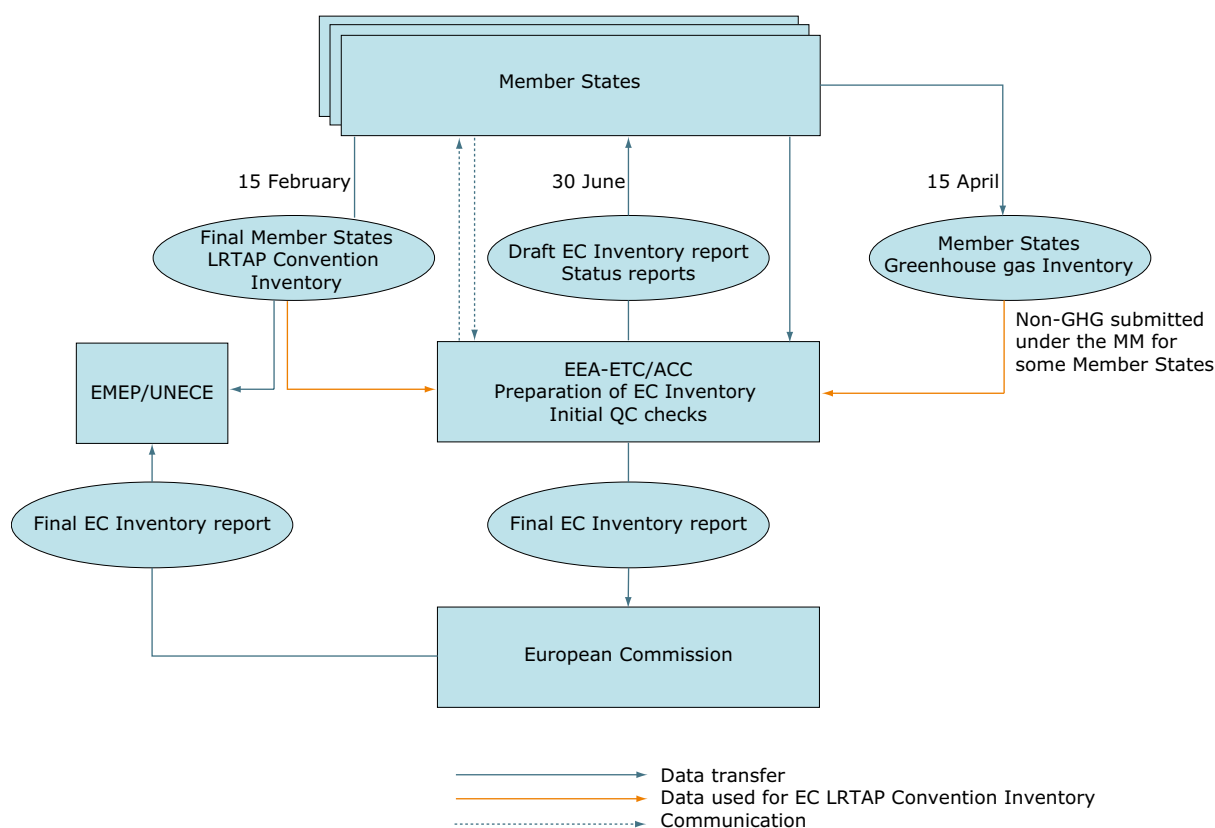 Member States
15 February
30 June
15 April
Final Member States
LRTAP Convention
Inventory
Draft EC Inventory report
Status reports
Member States
Greenhouse gas Inventory
Non-GHG submitted
under the MM for
some Member States
EMEP/UNECE
EEA-ETC/ACC
Preparation of EC Inventory
Initial QC checks
Final EC Inventory report
Final EC Inventory report
European Commission
Data transfer
Data used for EC LRTAP Convention Inventory
Communication